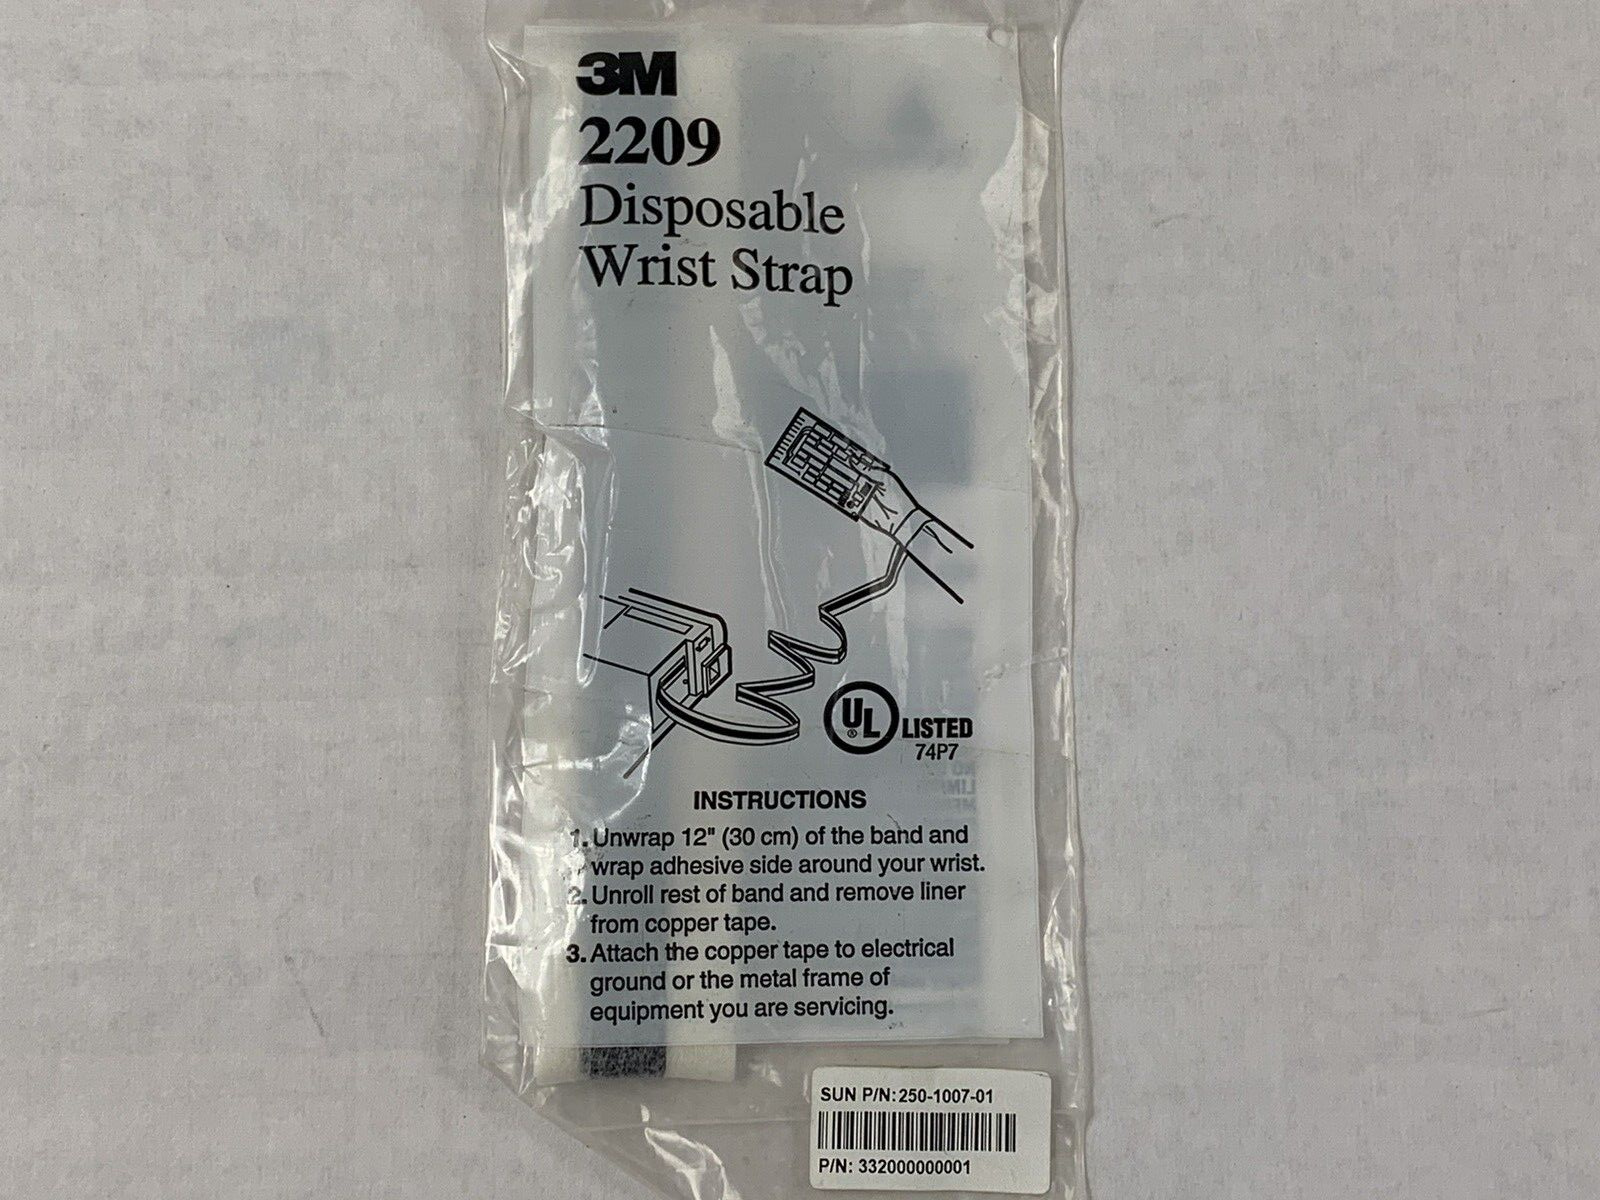 3M
2209
Disposable
Wrist Strap
UL
®
LISTED
74P7
INSTRUCTIONS
1. Unwrap 12" (30 cm) of the band and
wrap adhesive side around your wrist.
2. Unroll rest of band and remove liner
from copper tape.
3. Attach the copper tape to electrical
ground or the metal frame of
equipment you are servicing.
SUN P/N: 250-1007-01
P/N: 332000000001